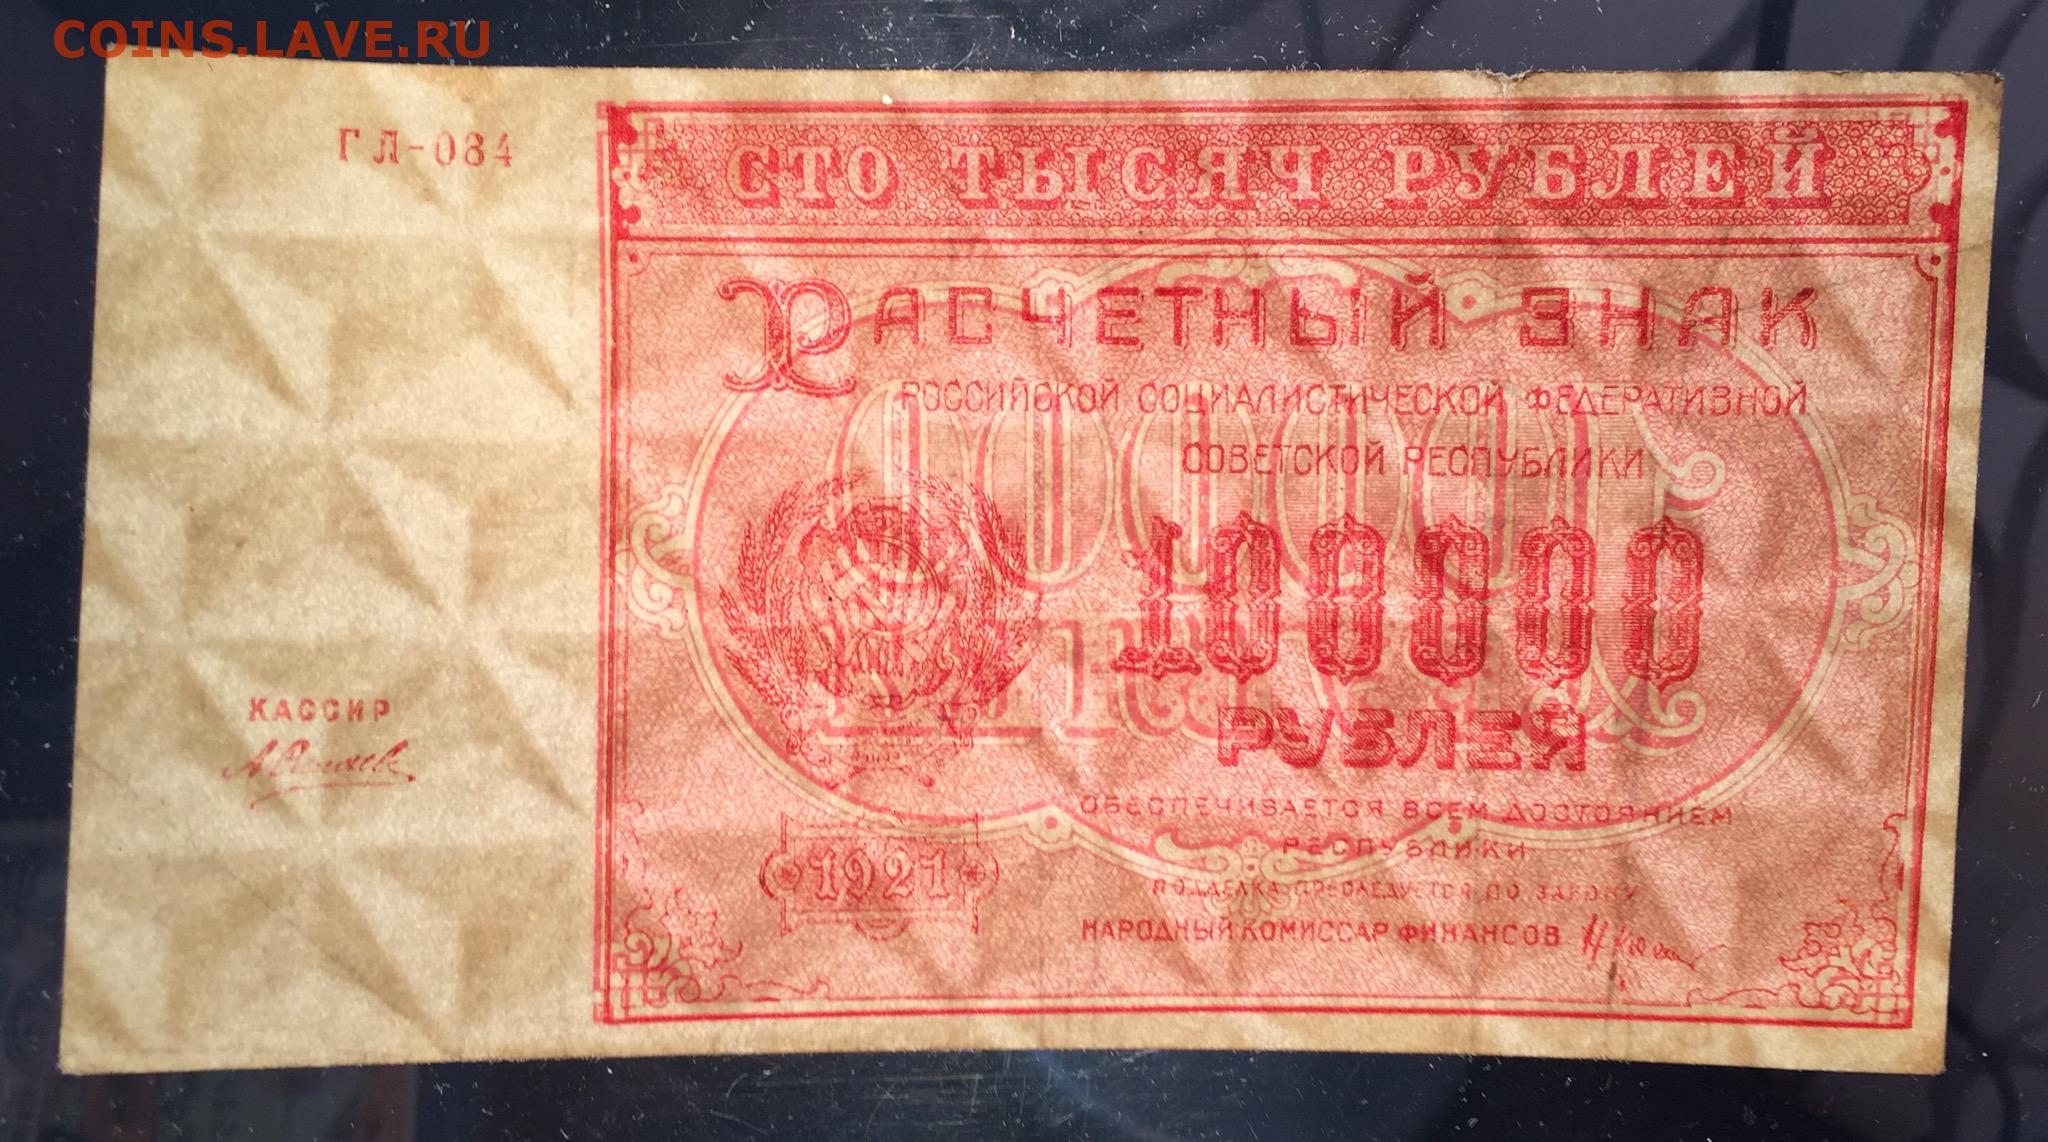 COINS.LAVE.RU
ГЛ-084
СТО ТЫСЯЧ РУБЛЕЙ
РАСЧЕТНЫЙ ЗНАК
РОССИЙСКОЙ СОЦИАЛИСТИЧЕСКОЙ ФЕДЕРАТИВНОЙ
СОВЕТСКОЙ РЕСПУБЛИКИ
100000
РУБЛЕЙ
КАССИР
ОБЕСПЕЧИВАЕТСЯ ВСЕМ ДОСТОЯНИЕМ
РЕСПУБЛИКИ
1921
ПОДДЕЛКА ПРЕСЛЕДУЕТСЯ ПО ЗАКОНУ
НАРОДНЫЙ КОМИССАР ФИНАНСОВ